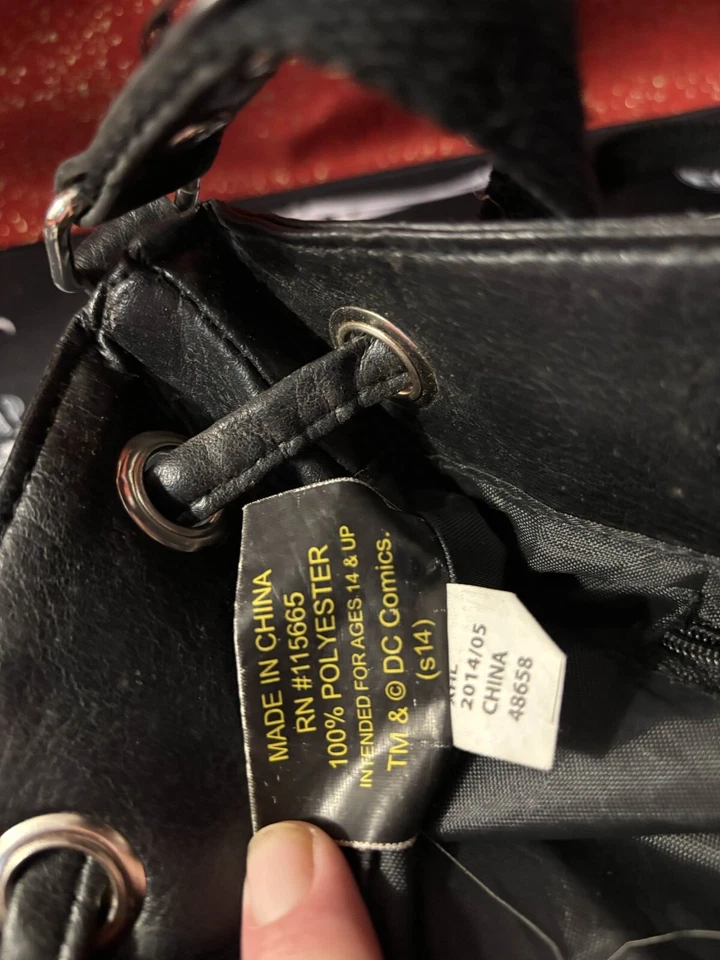 MADE IN CHINA
RN #115665
100% POLYESTER
INTENDED FOR AGES 14 & UP
TM & © DC Comics.
(s14)
2014/05
CHINA
48658